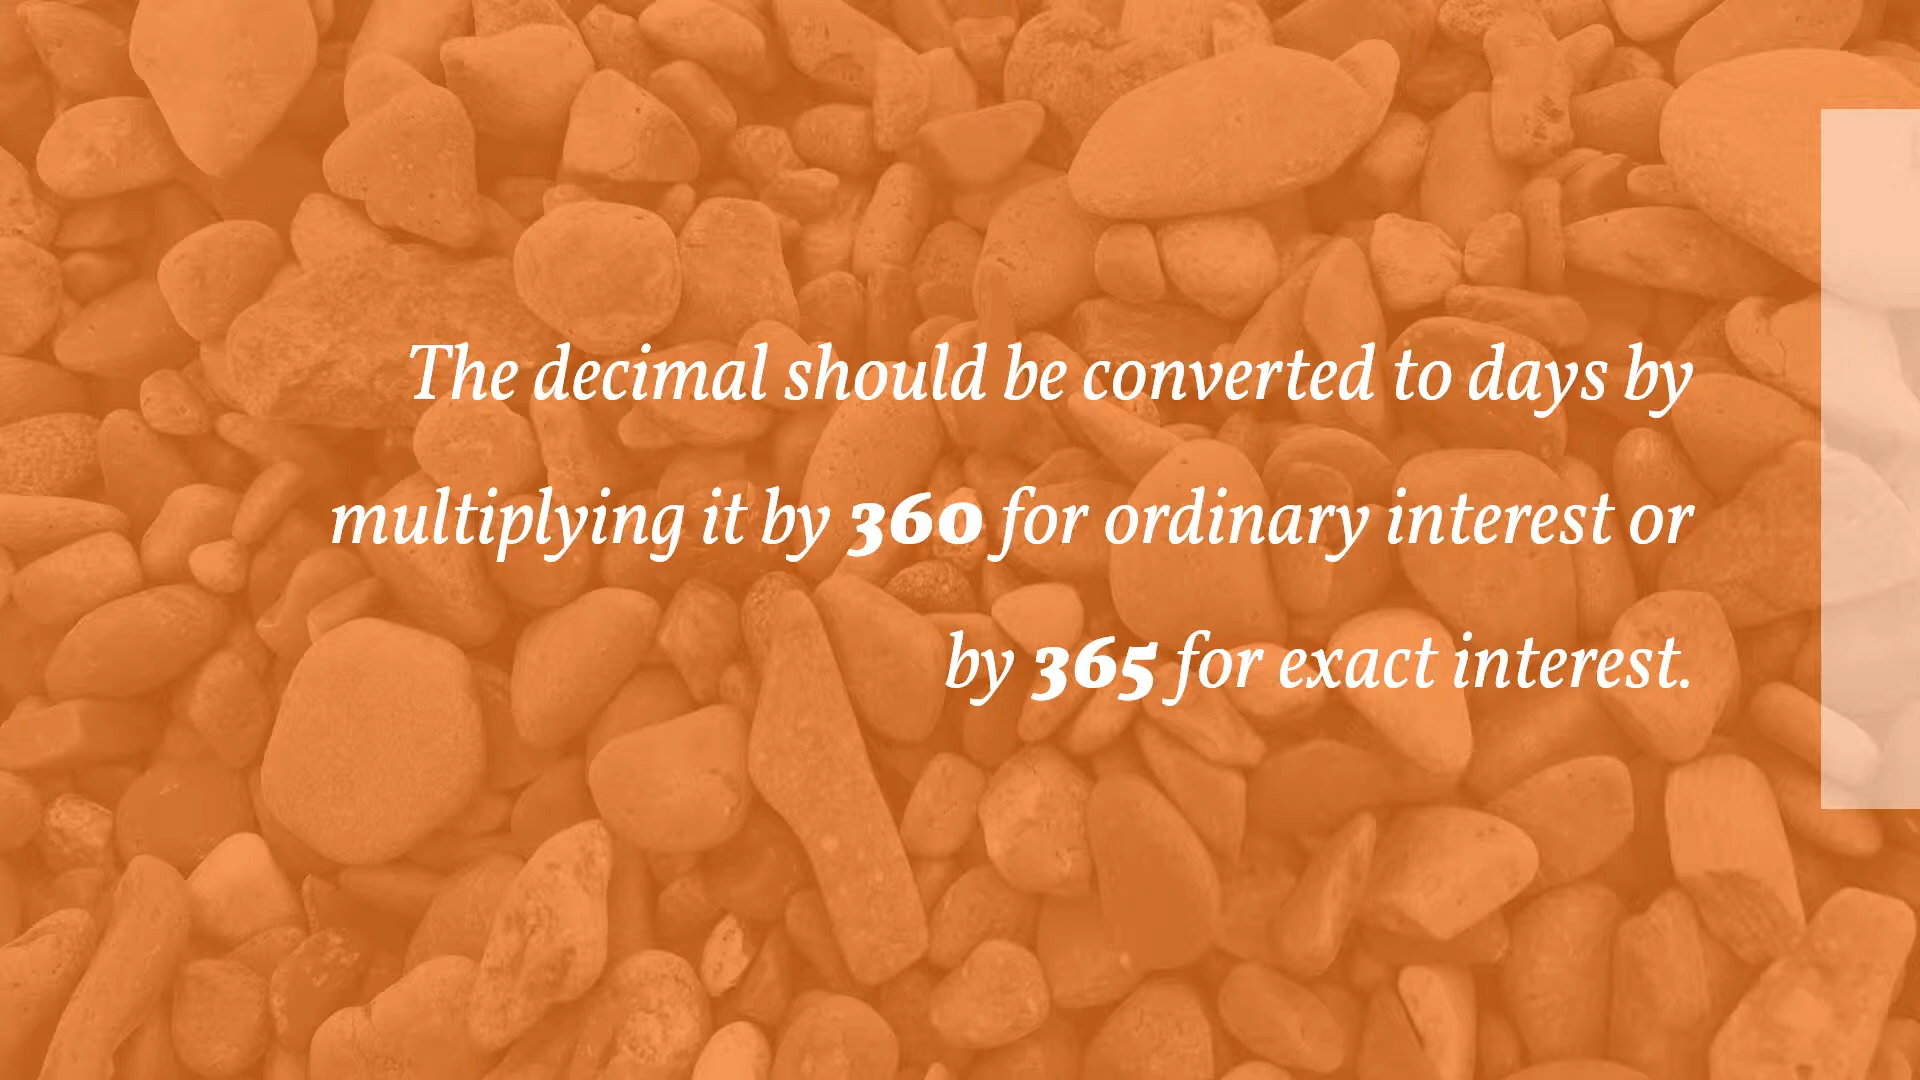 The decimal should be converted to days by
multiplying it by 360 for ordinary interest or
by 365 for exact interest.